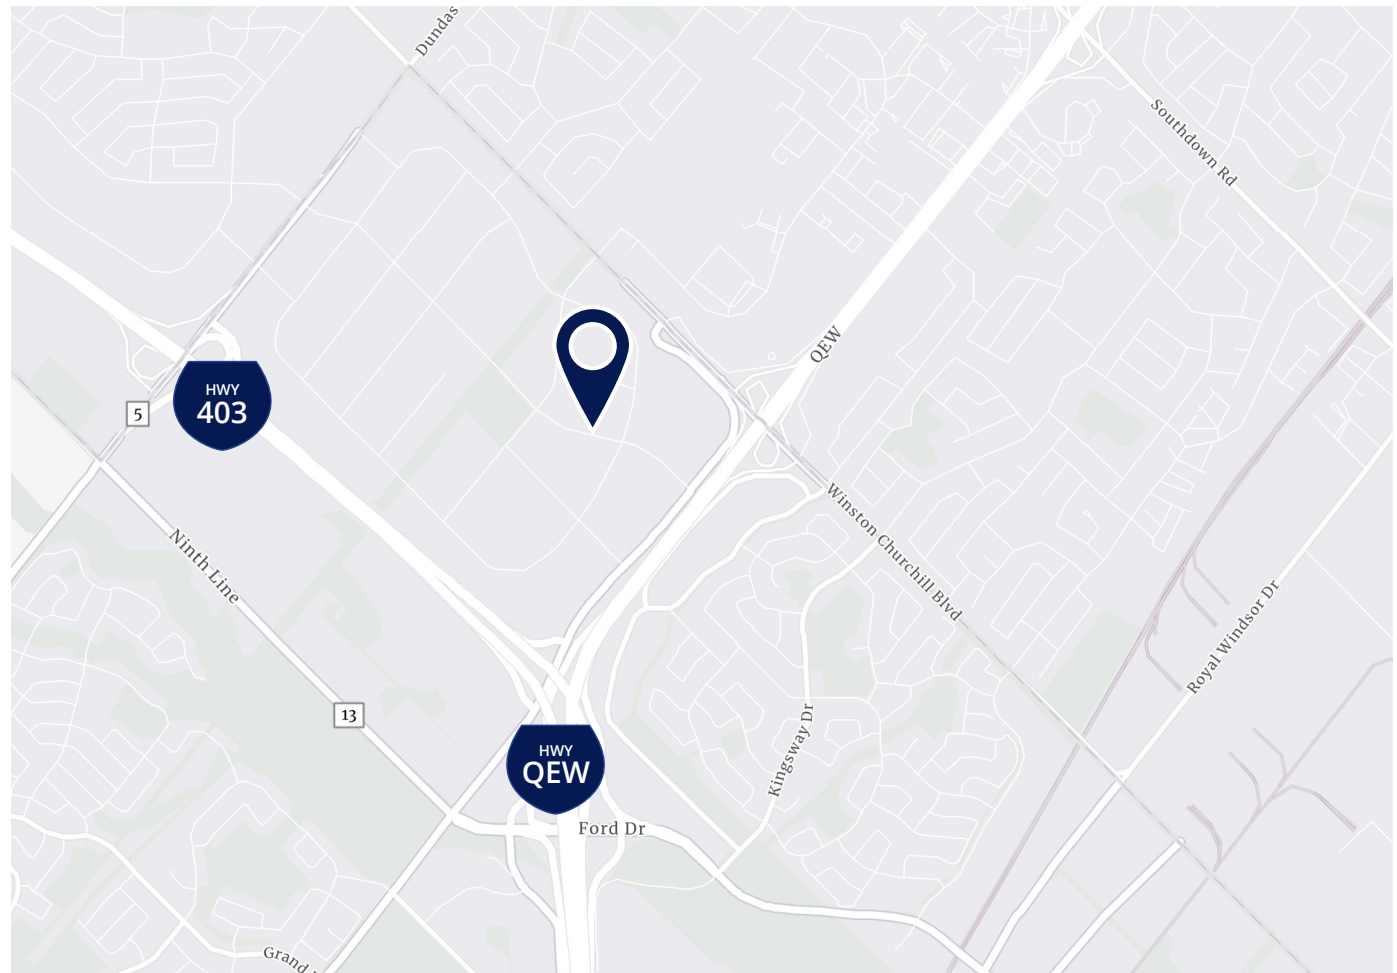 Dundas
Southdown Rd
QEW
HWY
403
5
Winston Churchill Blvd
Ninth Line
Royal Windsor Dr
13
Kingsway Dr
HWY
QEW
Ford Dr
Grand